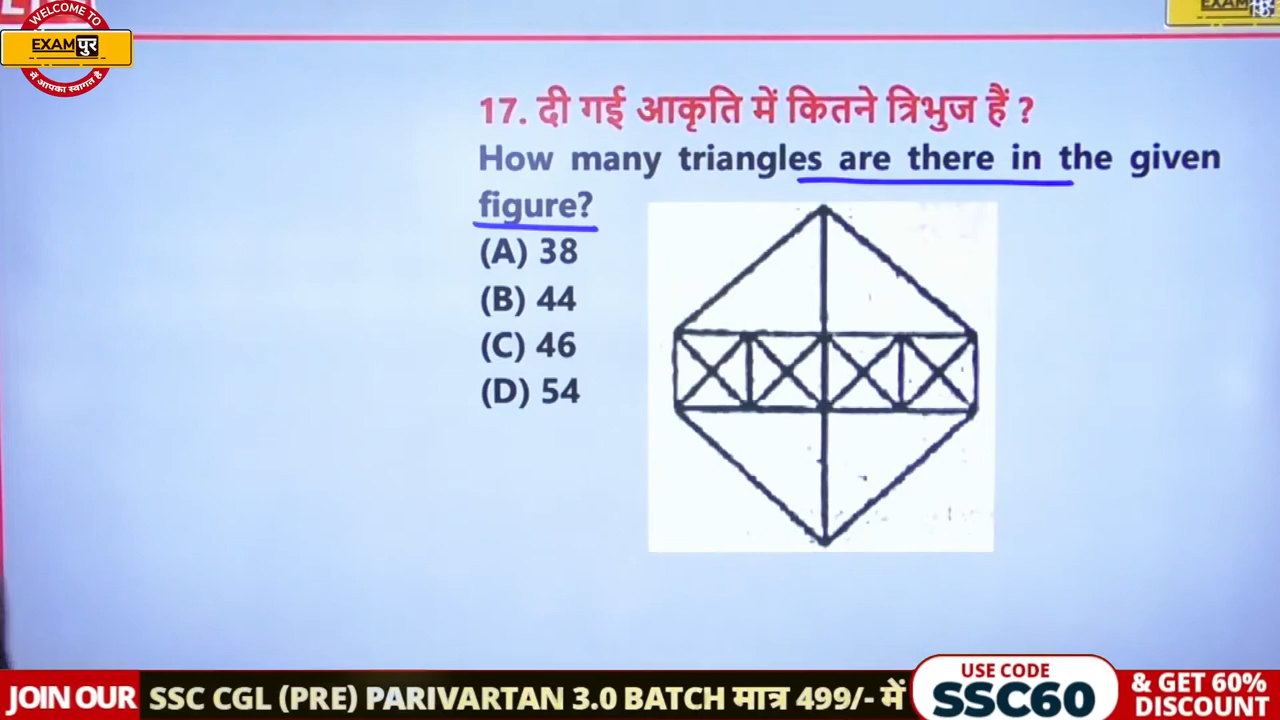 WELCOME TO
EXAMपुर
में आपका स्वागत है
17. दी गई आकृति में कितने त्रिभुज हैं ?
How many triangles are there in the given
figure?
(A) 38
(B) 44
(C) 46
(D) 54
JOIN OUR SSC CGL (PRE) PARIVARTAN 3.0 BATCH मात्र 499/- में
USE CODE
SSC60
& GET 60%
DISCOUNT